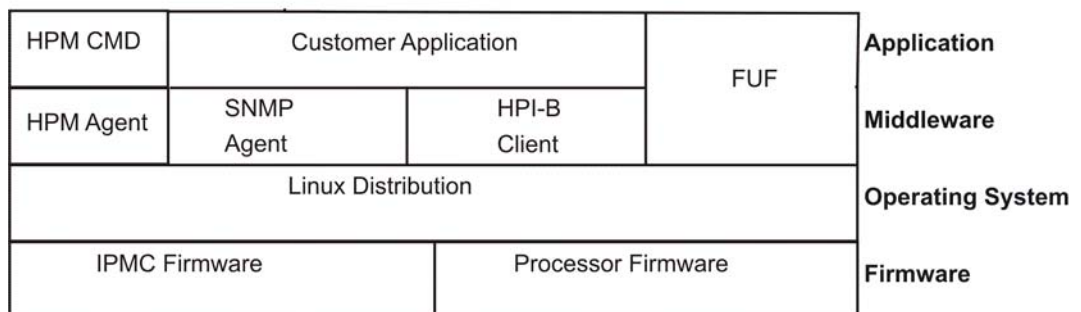 HPM CMD
Customer Application
FUF
Application
HPM Agent
SNMP
Agent
HPI-B
Client
Middleware
Linux Distribution
Operating System
IPMC Firmware
Processor Firmware
Firmware